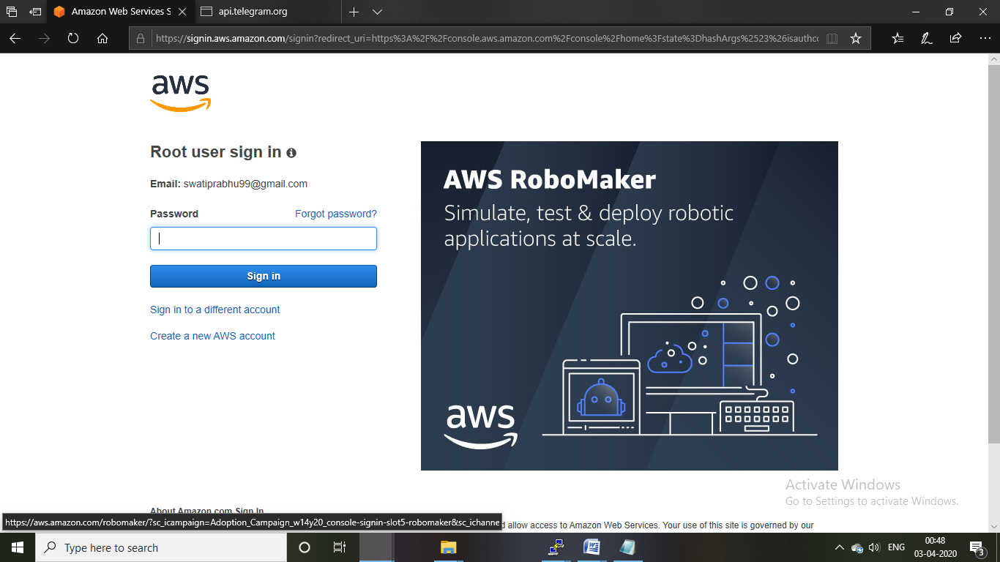 Amazon Web Services S
api.telegram.org
https://signin.aws.amazon.com/signin?redirect_uri=https%3A%2F%2Fconsole.aws.amazon.com%2Fconsole%2Fhome%3Fstate%3DhashArgs%2523%26isauthco
aws
Root user sign in
Email: swatiprabhu99@gmail.com
Password
Forgot password?
Sign in
Sign in to a different account
Create a new AWS account
AWS RoboMaker
Simulate, test & deploy robotic
applications at scale.
aws
Activate Windows
Go to Settings to activate Windows.
About Amazon.com Sign In
https://aws.amazon.com/robomaker/?sc_icampaign=Adoption_Campaign_w14y20_console-signin-slot5-robomaker&sc_ichanne
d allow access to Amazon Web Services. Your use of this site is governed by our
Type here to search
ENG
00:48
03-04-2020
3